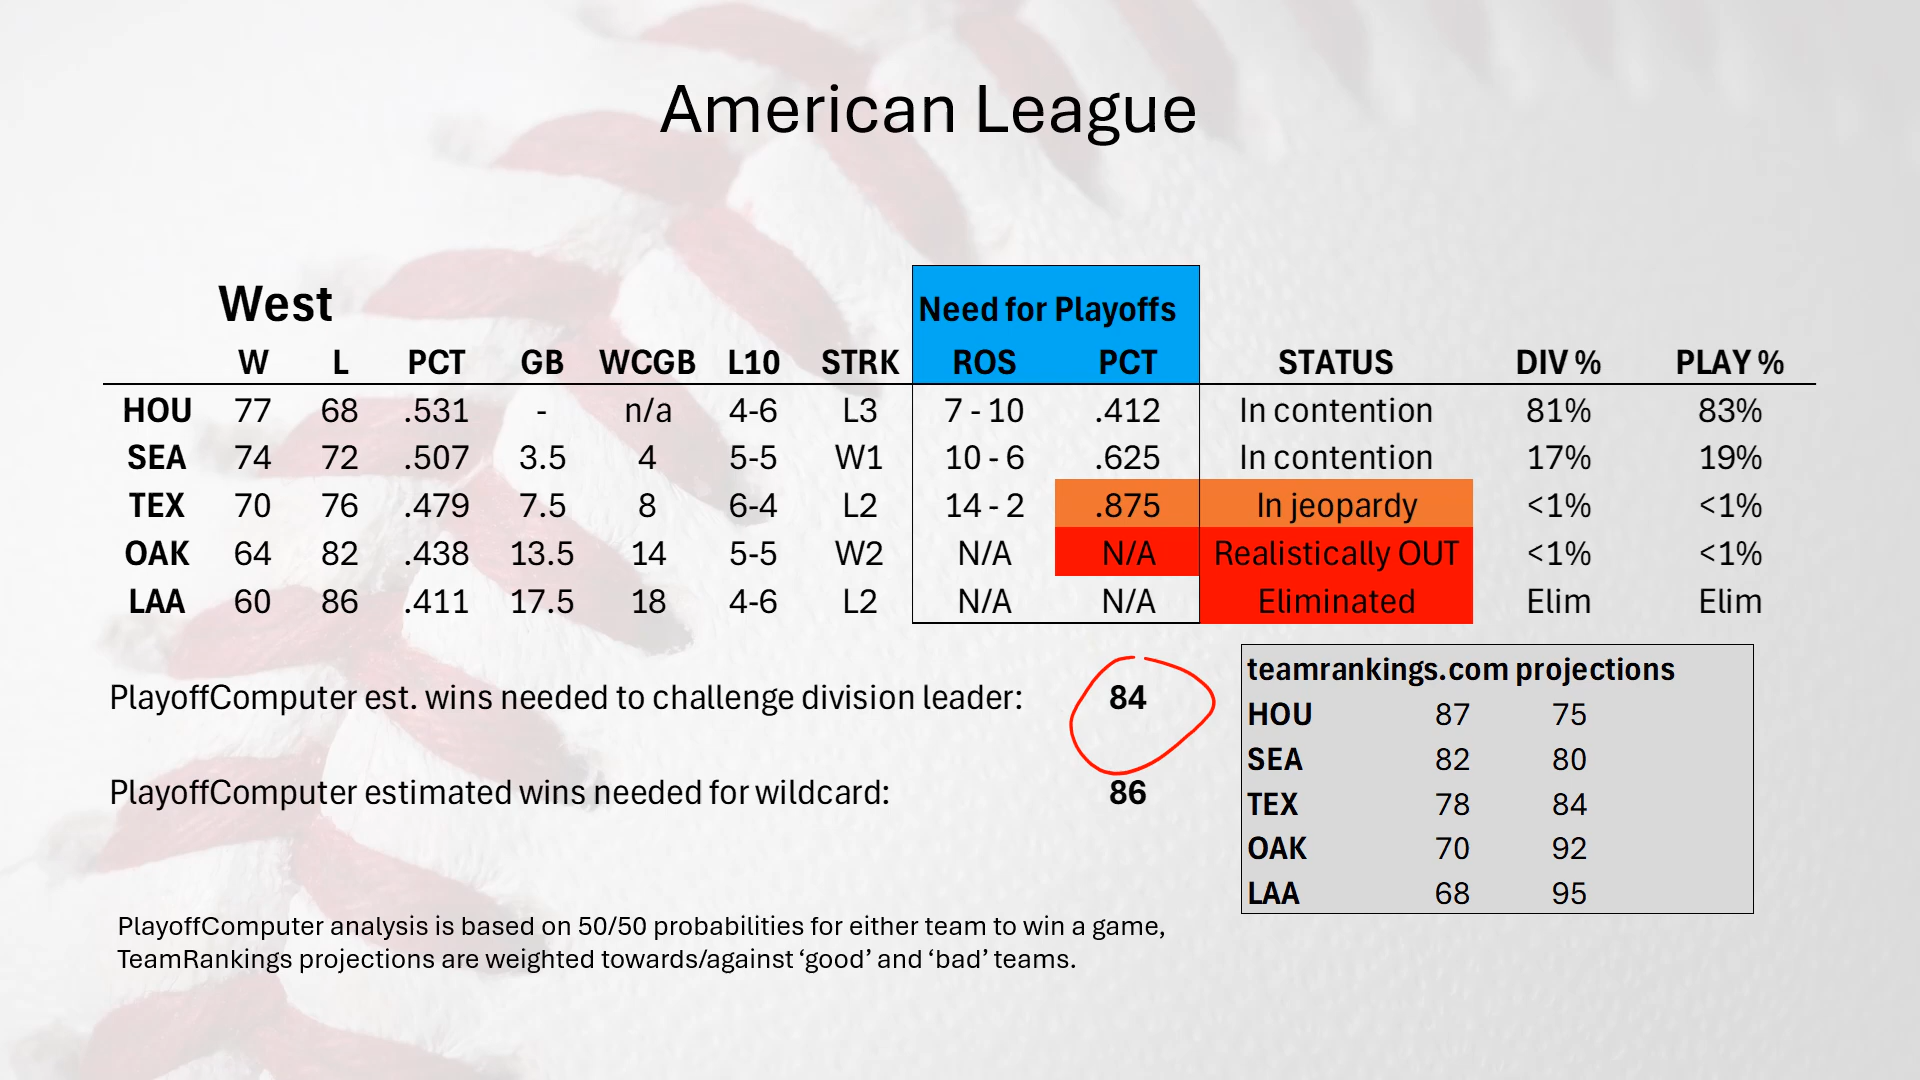 American League
West
Need for Playoffs
W L PCT GB WCGB L10 STRK ROS PCT STATUS DIV % PLAY %
HOU 77 68 .531 - n/a 4-6 L3 7 - 10 .412 In contention 81% 83%
SEA 74 72 .507 3.5 4 5-5 W1 10 - 6 .625 In contention 17% 19%
TEX 70 76 .479 7.5 8 6-4 L2 14 - 2 .875 In jeopardy <1% <1%
OAK 64 82 .438 13.5 14 5-5 W2 N/A N/A Realistically OUT <1% <1%
LAA 60 86 .411 17.5 18 4-6 L2 N/A N/A Eliminated Elim Elim
PlayoffComputer est. wins needed to challenge division leader: 84
PlayoffComputer estimated wins needed for wildcard: 86
teamrankings.com projections
HOU 87 75
SEA 82 80
TEX 78 84
OAK 70 92
LAA 68 95
PlayoffComputer analysis is based on 50/50 probabilities for either team to win a game,
TeamRankings projections are weighted towards/against ‘good’ and ‘bad’ teams.